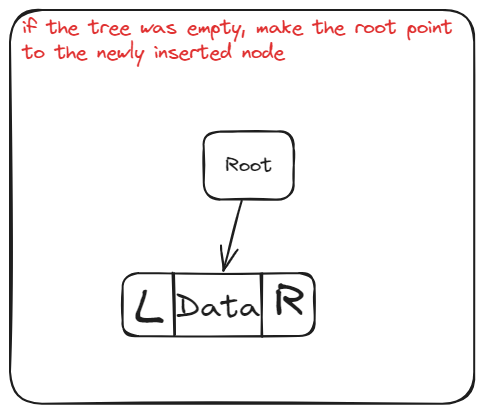 if the tree was empty, make the root point
to the newly inserted node
Root
L Data R